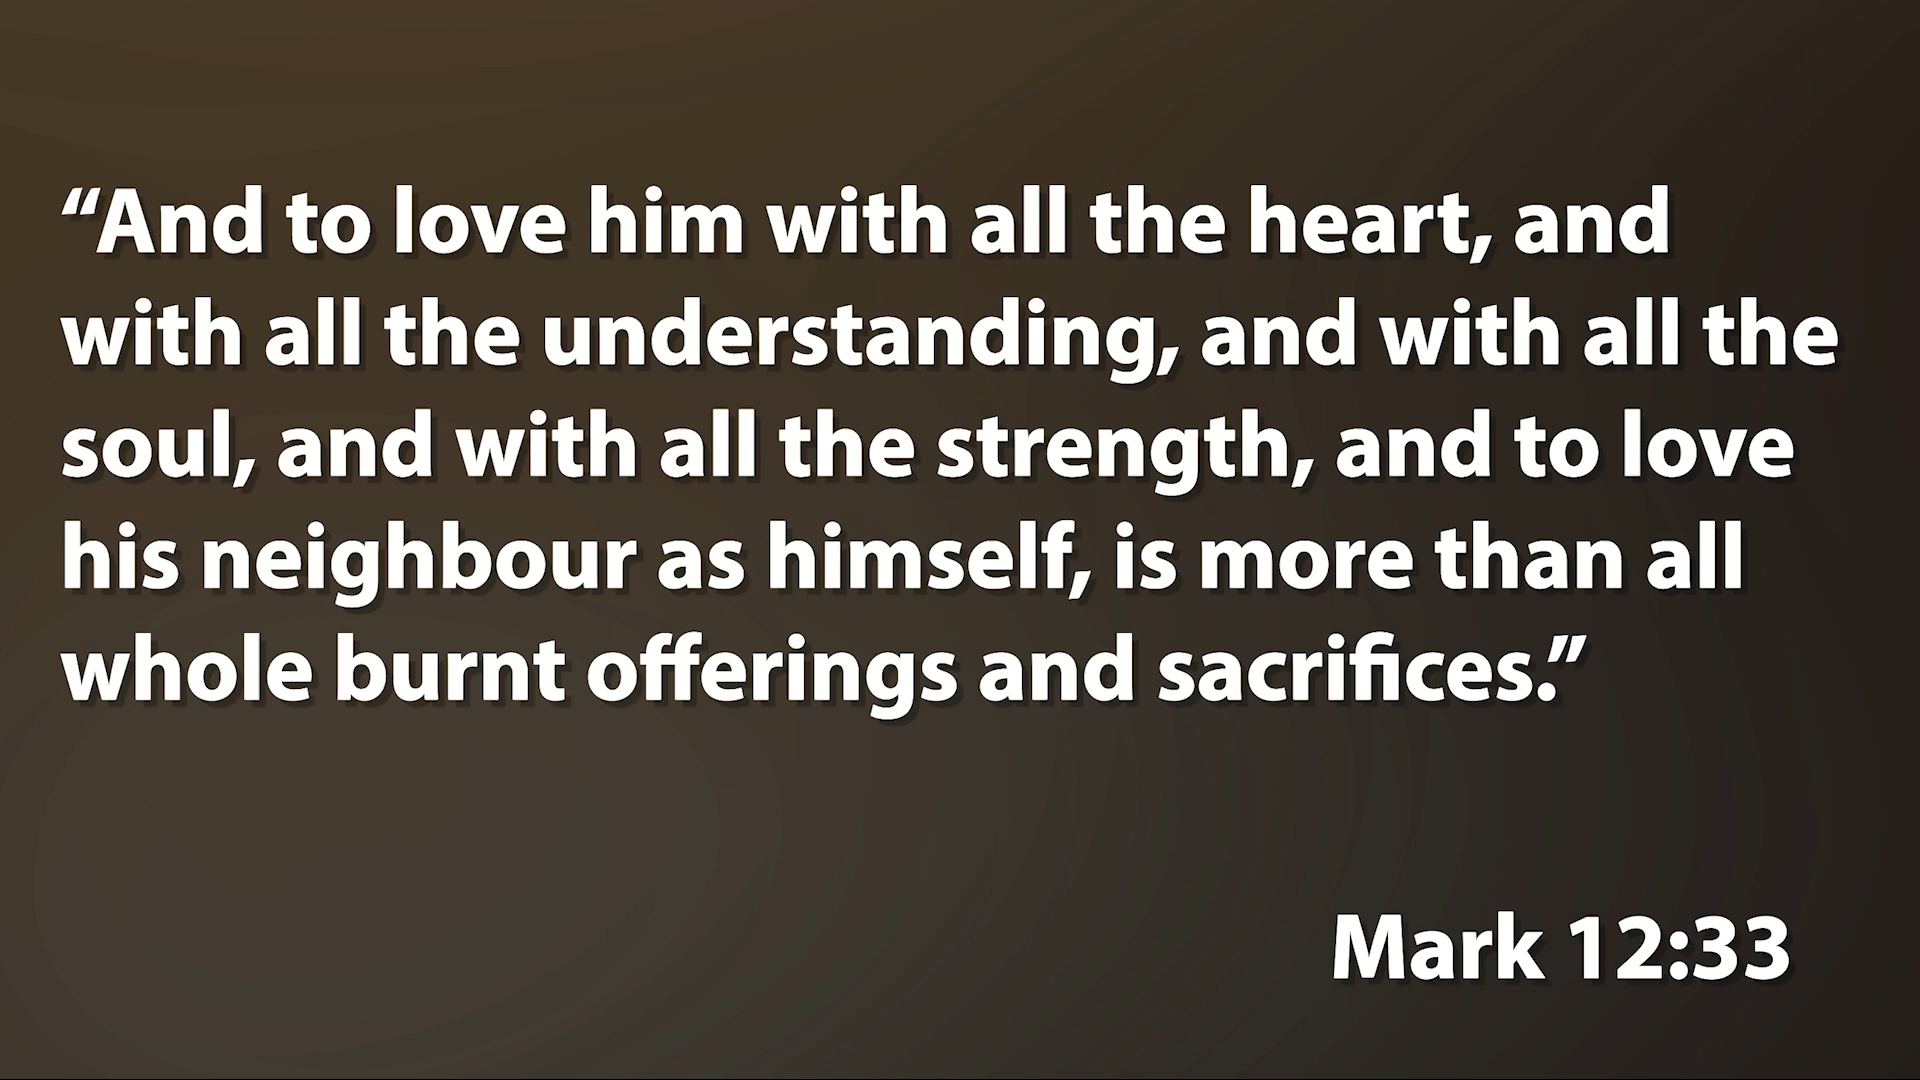 “And to love him with all the heart, and
with all the understanding, and with all the
soul, and with all the strength, and to love
his neighbour as himself, is more than all
whole burnt offerings and sacrifices.”
Mark 12:33